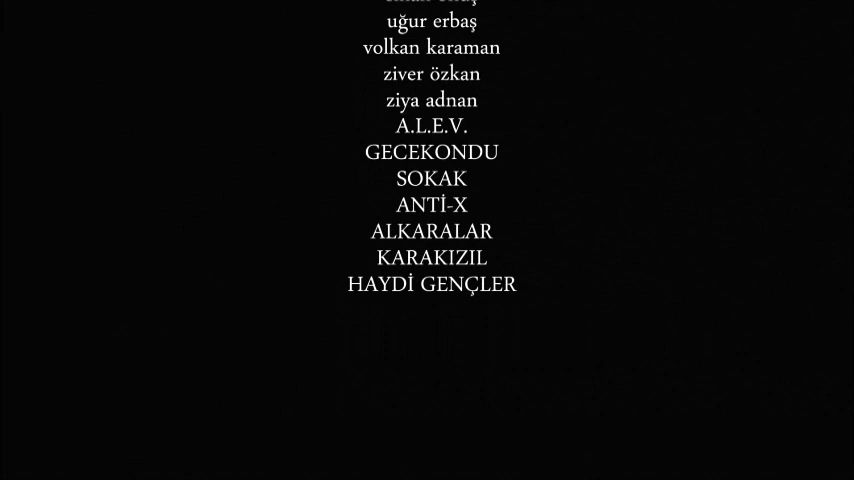 uğur erbaş
volkan karaman
ziver özkan
ziya adnan
A.L.E.V.
GECEKONDU
SOKAK
ANTİ-X
ALKARALAR
KARAKIZIL
HAYDİ GENÇLER